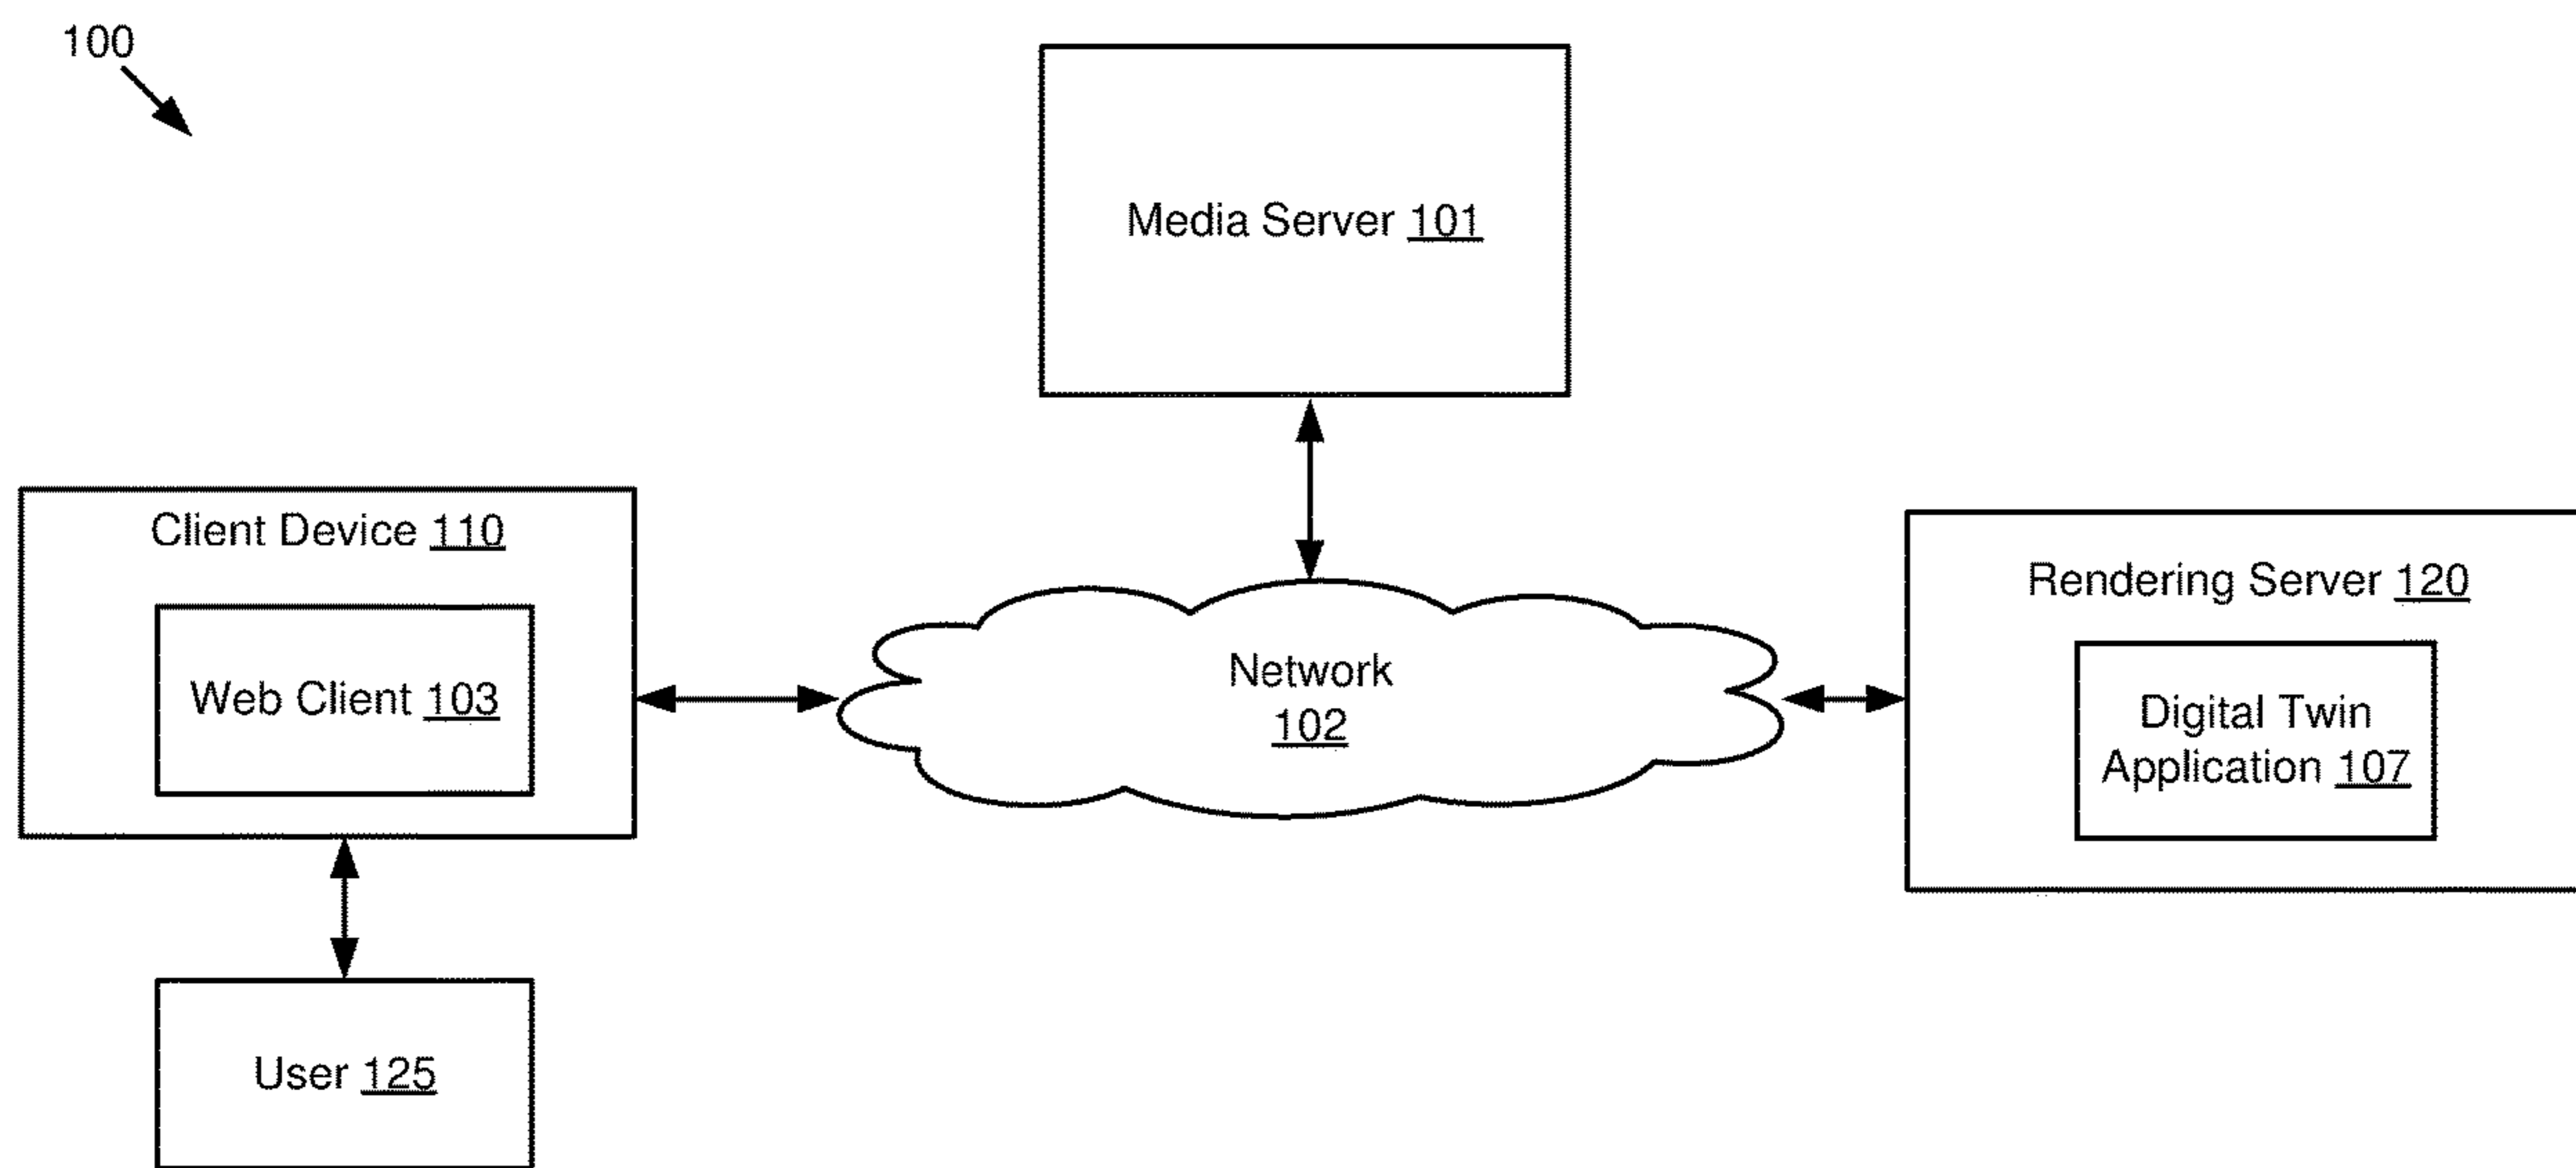 100
Media Server 101
Client Device 110
Web Client 103
Network
102
Rendering Server 120
Digital Twin
Application 107
User 125